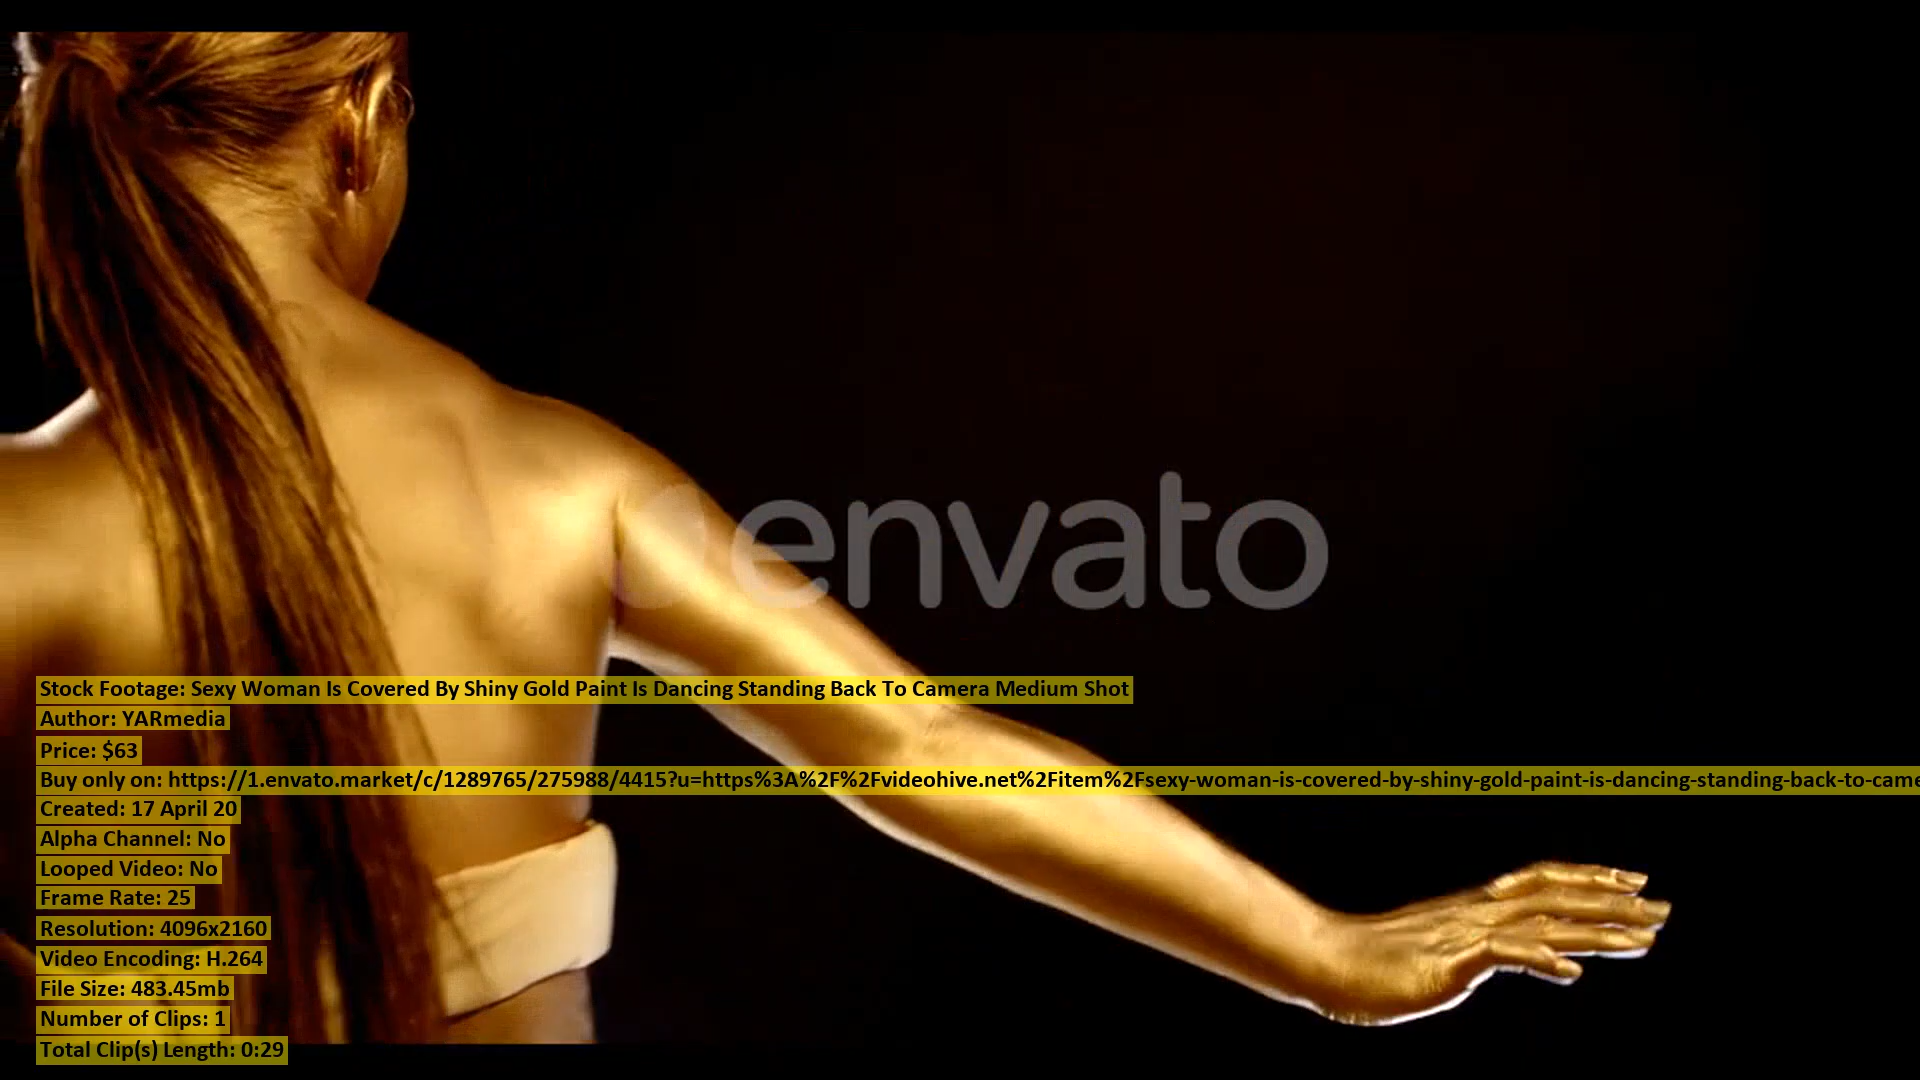 envato
Stock Footage: Sexy Woman Is Covered By Shiny Gold Paint Is Dancing Standing Back To Camera Medium Shot
Author: YARmedia
Price: $63
Buy only on: https://1.envato.market/c/1289765/275988/4415?u=https%3A%2F%2Fvideohive.net%2Fitem%2Fsexy-woman-is-covered-by-shiny-gold-paint-is-dancing-standing-back-to-came
Created: 17 April 20
Alpha Channel: No
Looped Video: No
Frame Rate: 25
Resolution: 4096x2160
Video Encoding: H.264
File Size: 483.45mb
Number of Clips: 1
Total Clip(s) Length: 0:29